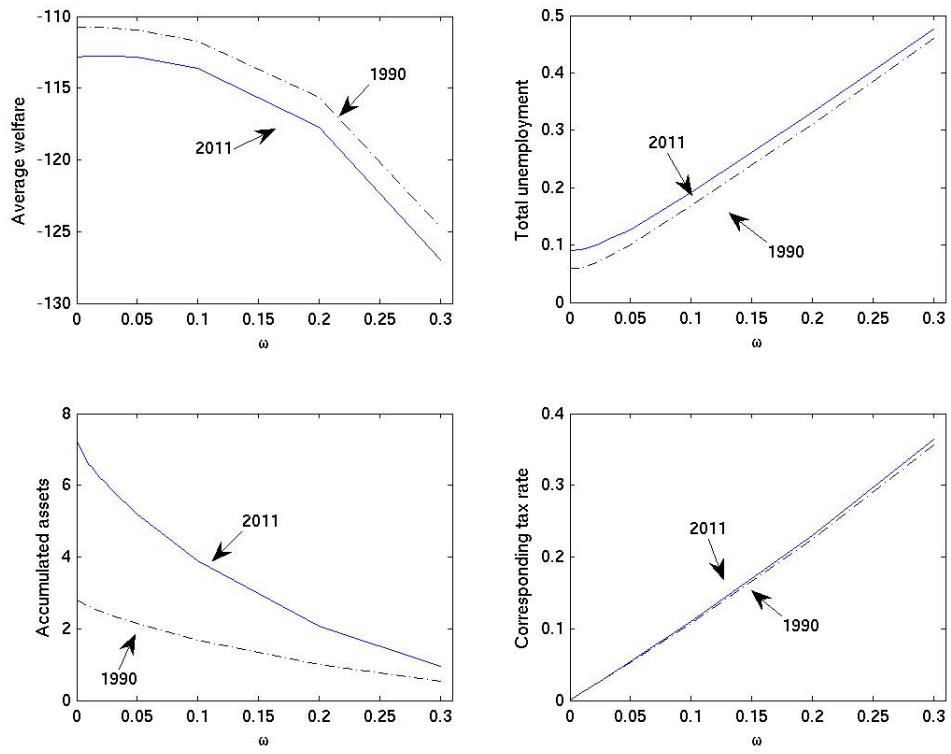 Average welfare
-110
-115
-120
-125
-130
1990
2011
0 0.05 0.1 0.15 0.2 0.25 0.3
ω
Total unemployment
0.5
0.4
0.3
0.2
0.1
0
2011
1990
0 0.05 0.1 0.15 0.2 0.25 0.3
ω
Accumulated assets
8
6
4
2
0
2011
1990
0 0.05 0.1 0.15 0.2 0.25 0.3
ω
Corresponding tax rate
0.4
0.3
0.2
0.1
0
2011
1990
0 0.05 0.1 0.15 0.2 0.25 0.3
ω